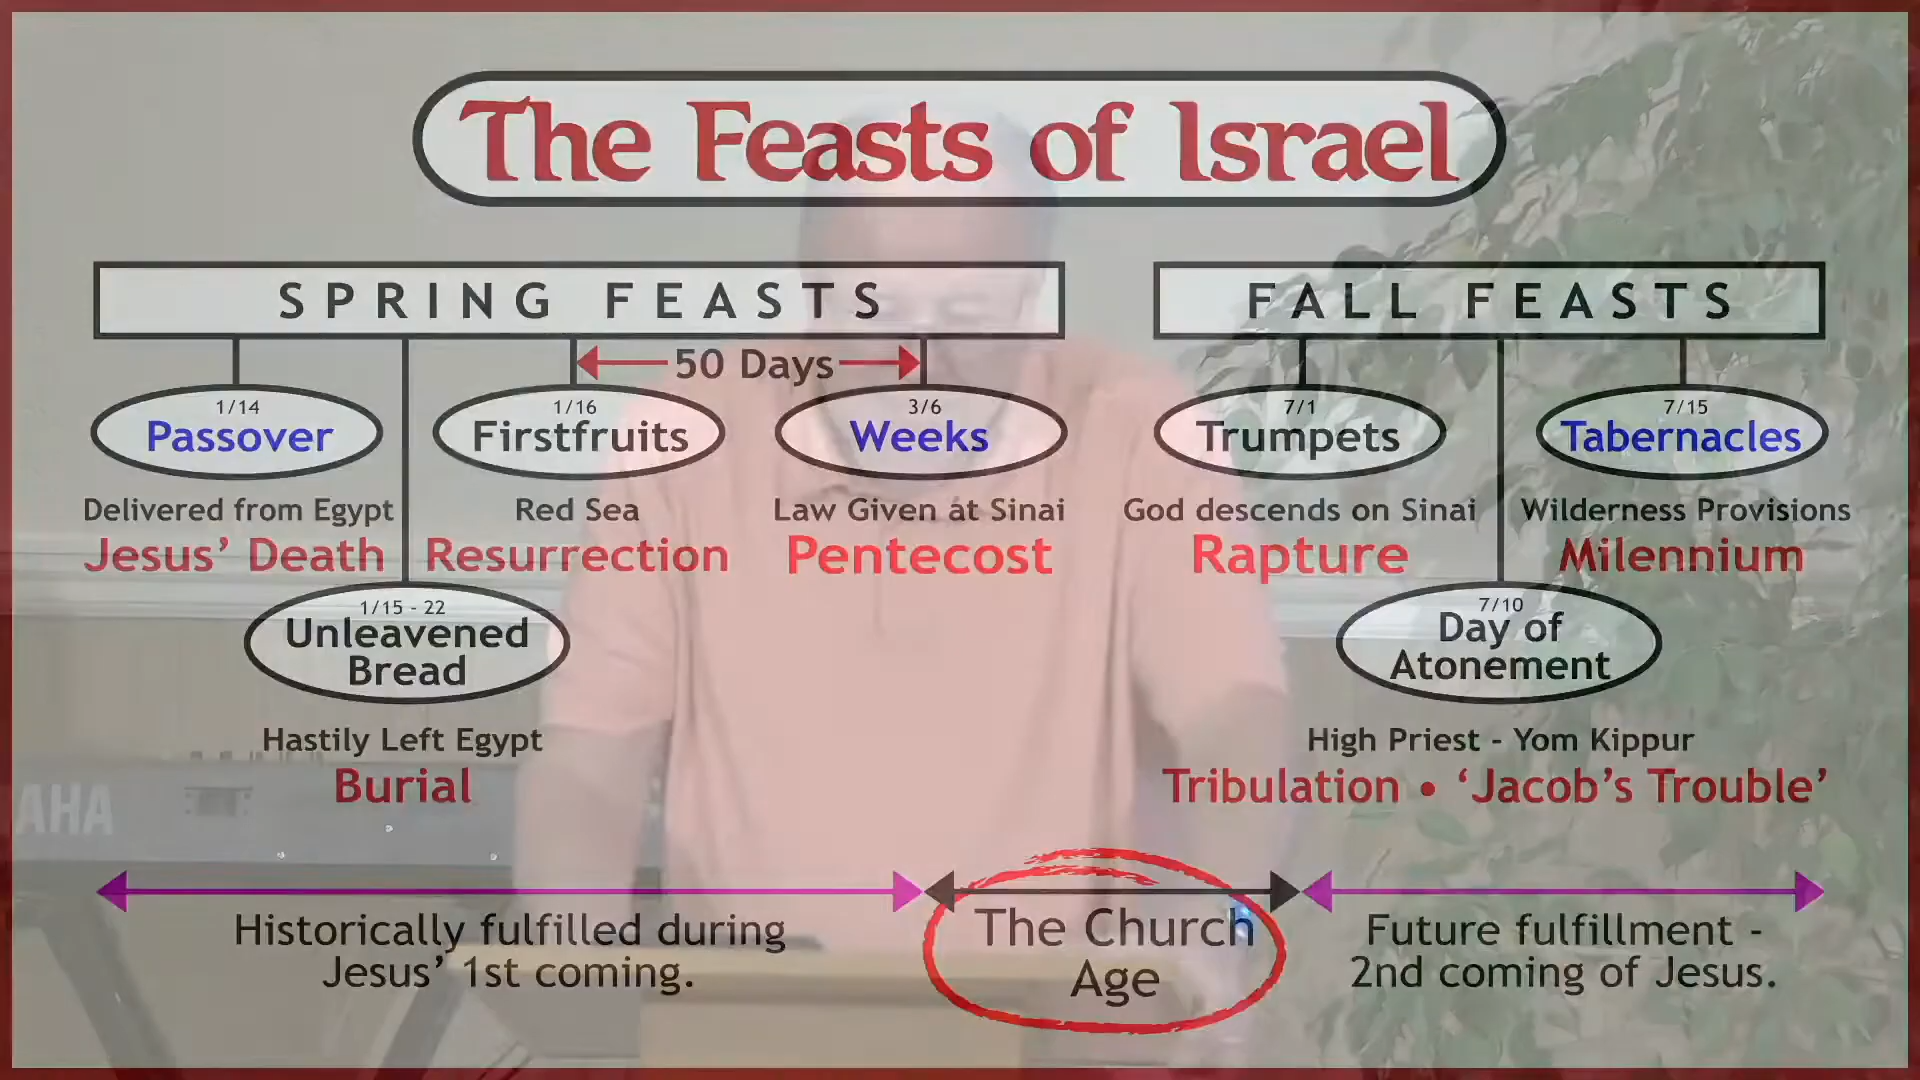 The Feasts of Israel
SPRING FEASTS
50 Days
1/14
Passover
Delivered from Egypt
Jesus’ Death
1/15 - 22
Unleavened
Bread
Hastily Left Egypt
Burial
1/16
Firstfruits
Red Sea
Resurrection
3/6
Weeks
Law Given at Sinai
Pentecost
FALL FEASTS
7/1
Trumpets
God descends on Sinai
Rapture
7/10
Day of
Atonement
High Priest - Yom Kippur
Tribulation • ‘Jacob’s Trouble’
7/15
Tabernacles
Wilderness Provisions
Milennium
Historically fulfilled during
Jesus’ 1st coming.
The Church
Age
Future fulfillment -
2nd coming of Jesus.
AHA